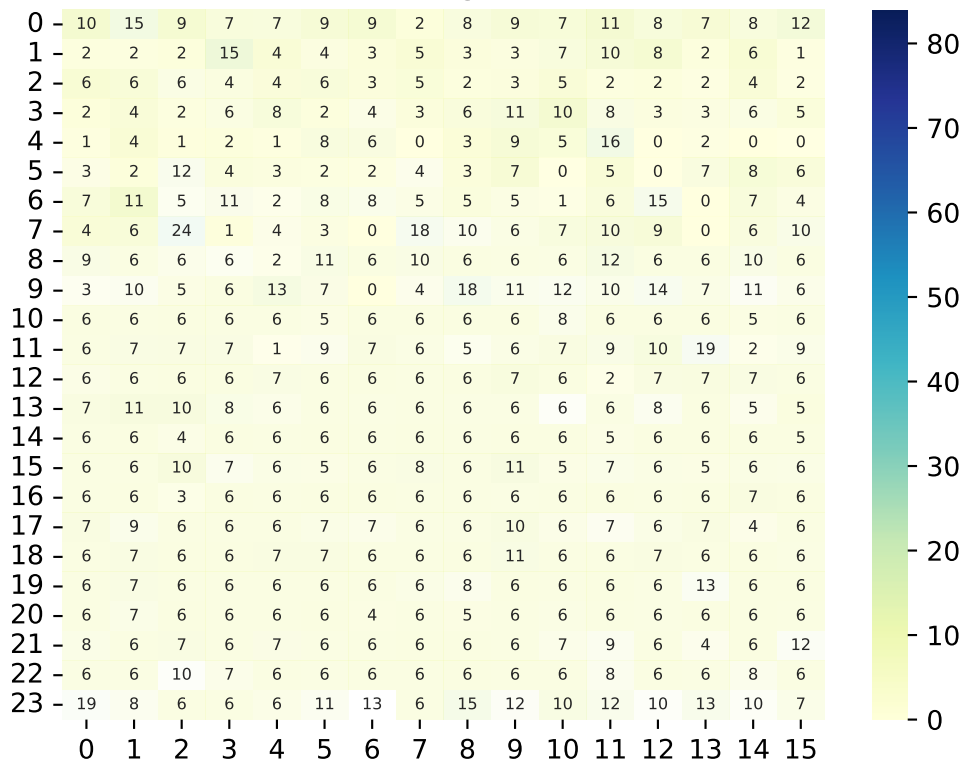 0 10 15 9 7 7 9 9 2 8 9 7 11 8 7 8 12
1 2 2 2 15 4 4 3 5 3 3 7 10 8 2 6 1
2 6 6 6 4 4 6 3 5 2 3 5 2 2 2 4 2
3 2 4 2 6 8 2 4 3 6 11 10 8 3 3 6 5
4 1 4 1 2 1 8 6 0 3 9 5 16 0 2 0 0
5 3 2 12 4 3 2 2 4 3 7 0 5 0 7 8 6
6 7 11 5 11 2 8 8 5 5 5 1 6 15 0 7 4
7 4 6 24 1 4 3 0 18 10 6 7 10 9 0 6 10
8 9 6 6 6 2 11 6 10 6 6 6 12 6 6 10 6
9 3 10 5 6 13 7 0 4 18 11 12 10 14 7 11 6
10 6 6 6 6 6 5 6 6 6 6 8 6 6 6 5 6
11 6 7 7 7 1 9 7 6 5 6 7 9 10 19 2 9
12 6 6 6 6 7 6 6 6 6 7 6 2 7 7 7 6
13 7 11 10 8 6 6 6 6 6 6 6 6 8 6 5 5
14 6 6 4 6 6 6 6 6 6 6 6 5 6 6 6 5
15 6 6 10 7 6 5 6 8 6 11 5 7 6 5 6 6
16 6 6 3 6 6 6 6 6 6 6 6 6 6 6 7 6
17 7 9 6 6 6 7 7 6 6 10 6 7 6 7 4 6
18 6 7 6 6 7 7 6 6 6 11 6 6 7 6 6 6
19 6 7 6 6 6 6 6 6 8 6 6 6 6 13 6 6
20 6 7 6 6 6 6 4 6 5 6 6 6 6 6 6 6
21 8 6 7 6 7 6 6 6 6 6 7 9 6 4 6 12
22 6 6 10 7 6 6 6 6 6 6 6 8 6 6 8 6
23 19 8 6 6 6 11 13 6 15 12 10 12 10 13 10 7
0 1 2 3 4 5 6 7 8 9 10 11 12 13 14 15
80
70
60
50
40
30
20
10
0